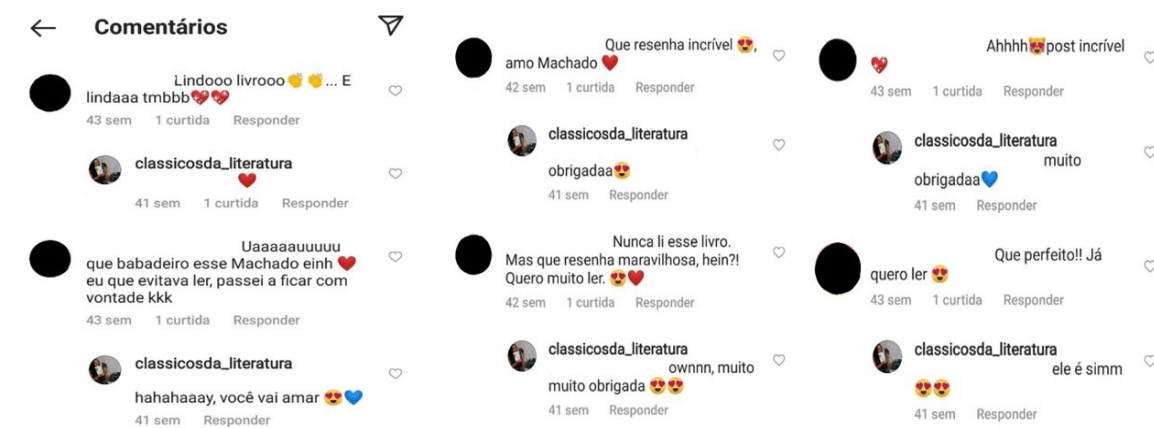 Comentários
Lindooo livrooo 👏 👏... E
lindaaa tmbbb💖💖
43 sem 1 curtida Responder
classicosda_literatura
❤️
41 sem 1 curtida Responder
Uaaaaauuuuu
que babadeiro esse Machado einh ❤️
eu que evitava ler, passei a ficar com
vontade kkk
43 sem 1 curtida Responder
classicosda_literatura
hahahaaay, você vai amar 😍💙
41 sem Responder
Que resenha incrível 😍,
amo Machado ❤️
42 sem 1 curtida Responder
classicosda_literatura
obrigadaa😍
41 sem Responder
Nunca li esse livro.
Mas que resenha maravilhosa, hein?!
Quero muito ler. 😍❤️
42 sem 1 curtida Responder
classicosda_literatura
ownnn, muito
muito obrigada 😍😍
41 sem Responder
Ahhhh😻post incrível
💖
43 sem 1 curtida Responder
classicosda_literatura
muito
obrigadaa💙
41 sem Responder
Que perfeito!! Já
quero ler 😍
43 sem 1 curtida Responder
classicosda_literatura
ele é simm
😍😍
41 sem Responder